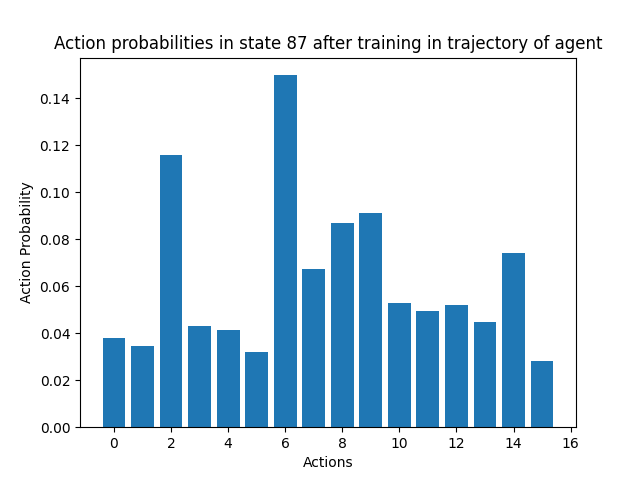 Action probabilities in state 87 after training in trajectory of agent
0.14
0.12
0.10
0.08
0.06
0.04
0.02
0.00
Action Probability
0 2 4 6 8 10 12 14 16
Actions